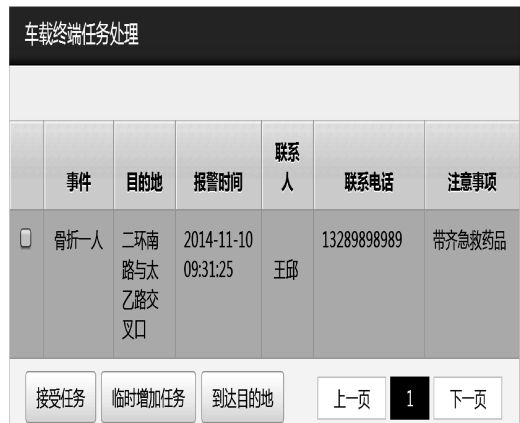 车载终端任务处理
事件 目的地 报警时间 联系人 联系电话 注意事项
骨折一人 二环南路与太乙路交叉口 2014-11-10 09:31:25 王邱 13289898989 带齐急救药品
接受任务 临时增加任务 到达目的地 上一页 1 下一页